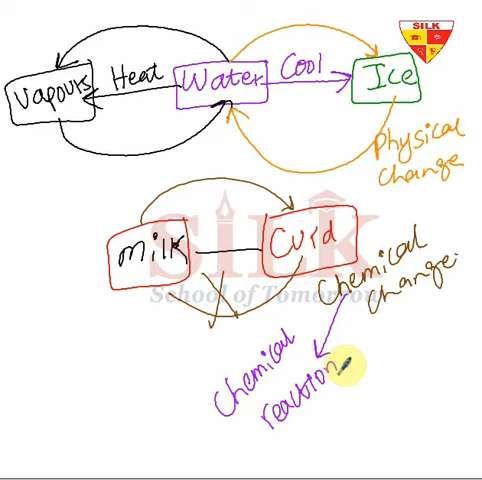 SILK
Vapours Heat Water Cool Ice
Physical
change
Milk Curd
SILK
School of Tomorrow
Chemical
change.
Chemical
reaction